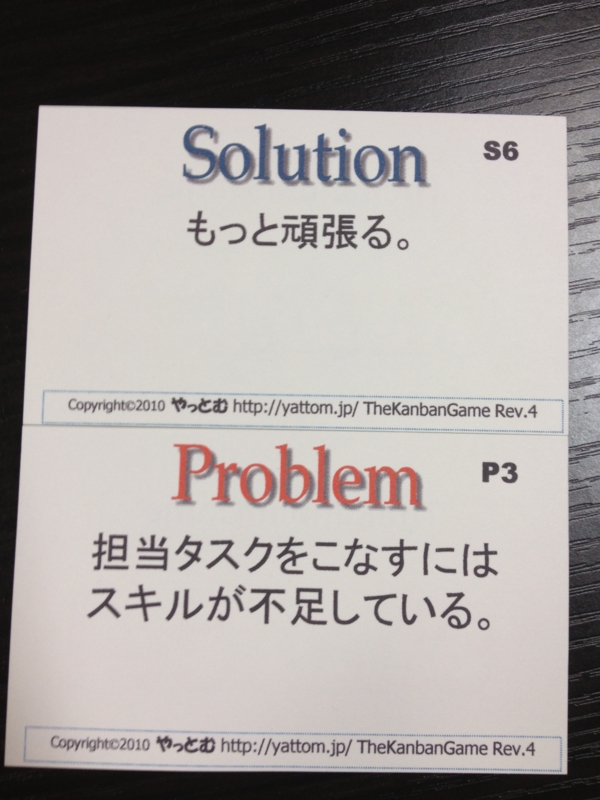 Solution
S6
もっと頑張る。
Copyright©2010 やっとむ http://yattom.jp/ TheKanbanGame Rev.4
Problem
P3
担当タスクをこなすには
スキルが不足している。
Copyright©2010 やっとむ http://yattom.jp/ TheKanbanGame Rev.4